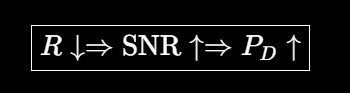 R ↓⇒ SNR ↑⇒ P_D ↑